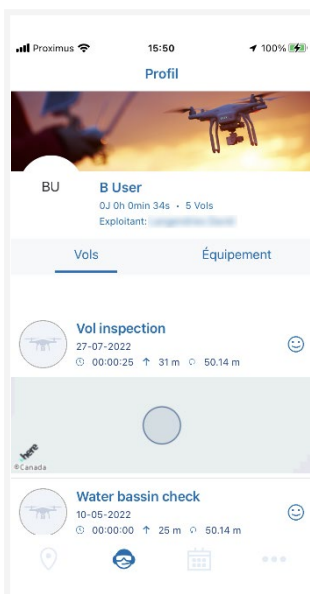 Proximus 15:50 100%
Profil
BU
B User
0J 0h 0min 34s • 5 Vols
Exploitant:
Vols Équipement
Vol inspection
27-07-2022
00:00:25 ↑ 31 m 50.14 m
here
©Canada
Water bassin check
10-05-2022
00:00:00 ↑ 25 m 50.14 m